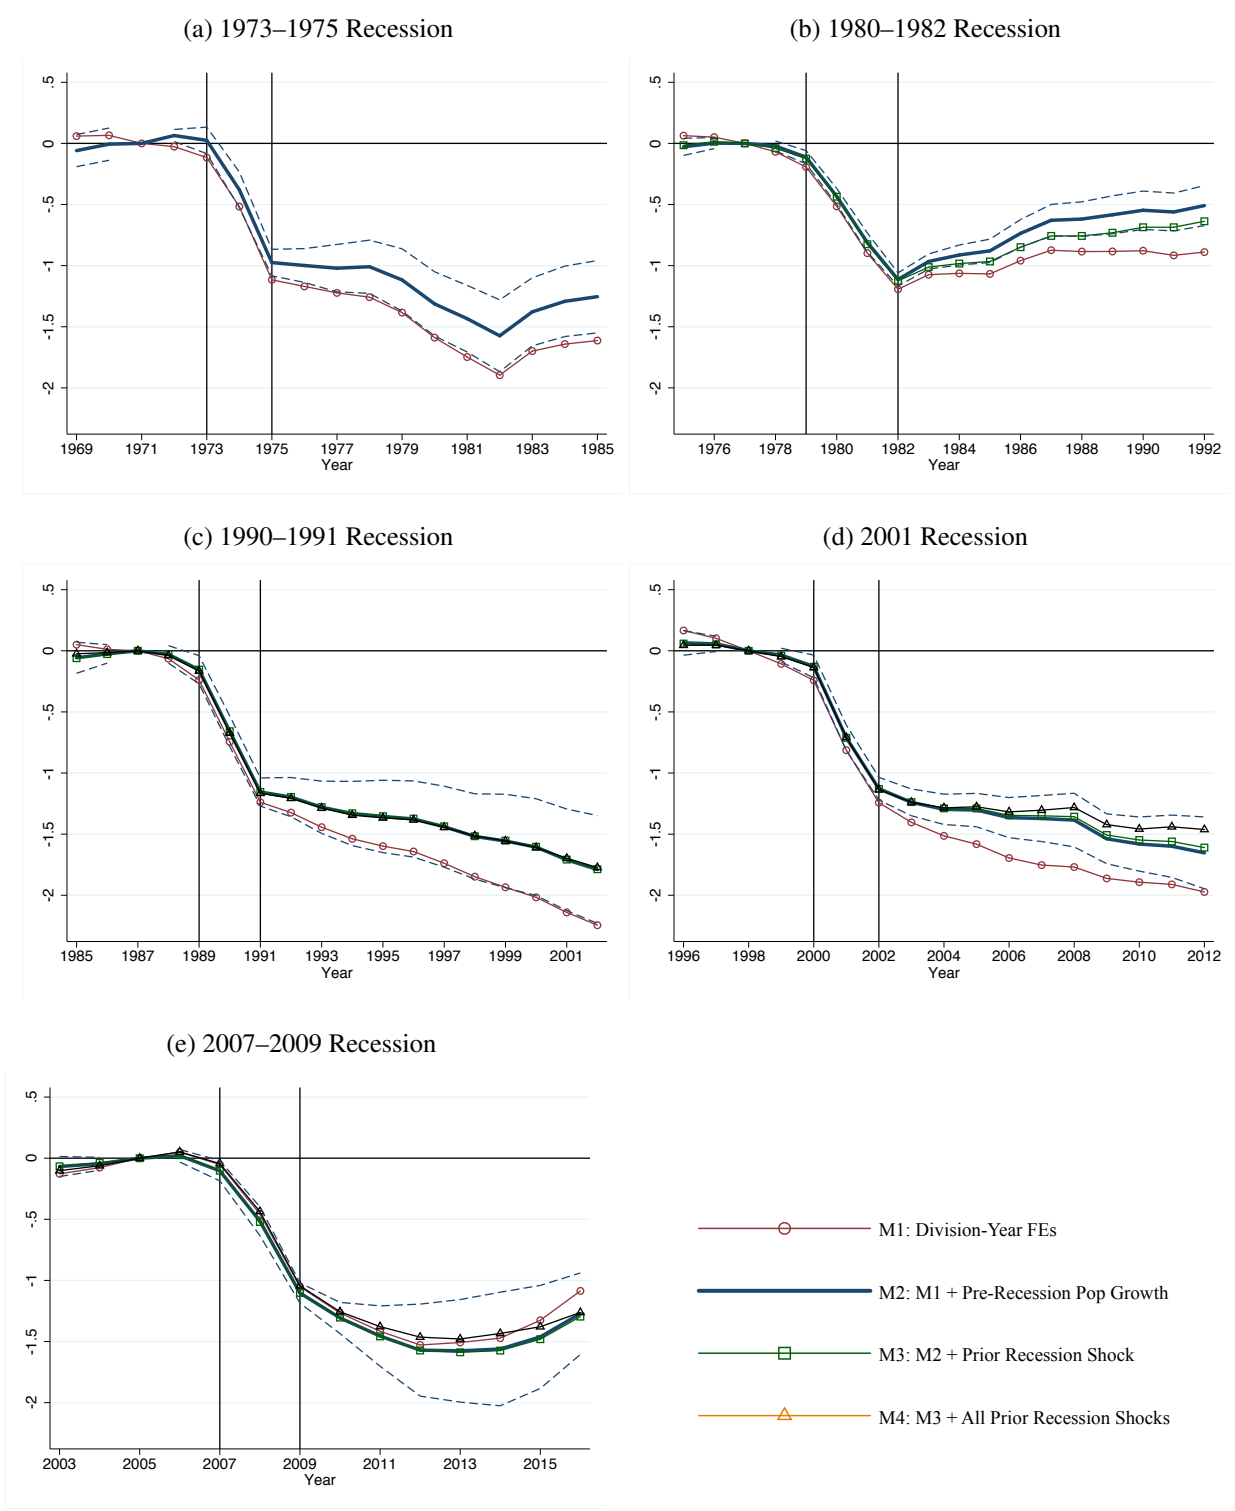 (a) 1973–1975 Recession
.5
0
-.5
-1
-1.5
-2
1969 1971 1973 1975 1977 1979 1981 1983 1985
Year
(b) 1980–1982 Recession
.5
0
-.5
-1
-1.5
-2
1976 1978 1980 1982 1984 1986 1988 1990 1992
Year
(c) 1990–1991 Recession
.5
0
-.5
-1
-1.5
-2
1985 1987 1989 1991 1993 1995 1997 1999 2001
Year
(d) 2001 Recession
.5
0
-.5
-1
-1.5
-2
1996 1998 2000 2002 2004 2006 2008 2010 2012
Year
(e) 2007–2009 Recession
.5
0
-.5
-1
-1.5
-2
2003 2005 2007 2009 2011 2013 2015
Year
M1: Division-Year FEs
M2: M1 + Pre-Recession Pop Growth
M3: M2 + Prior Recession Shock
M4: M3 + All Prior Recession Shocks